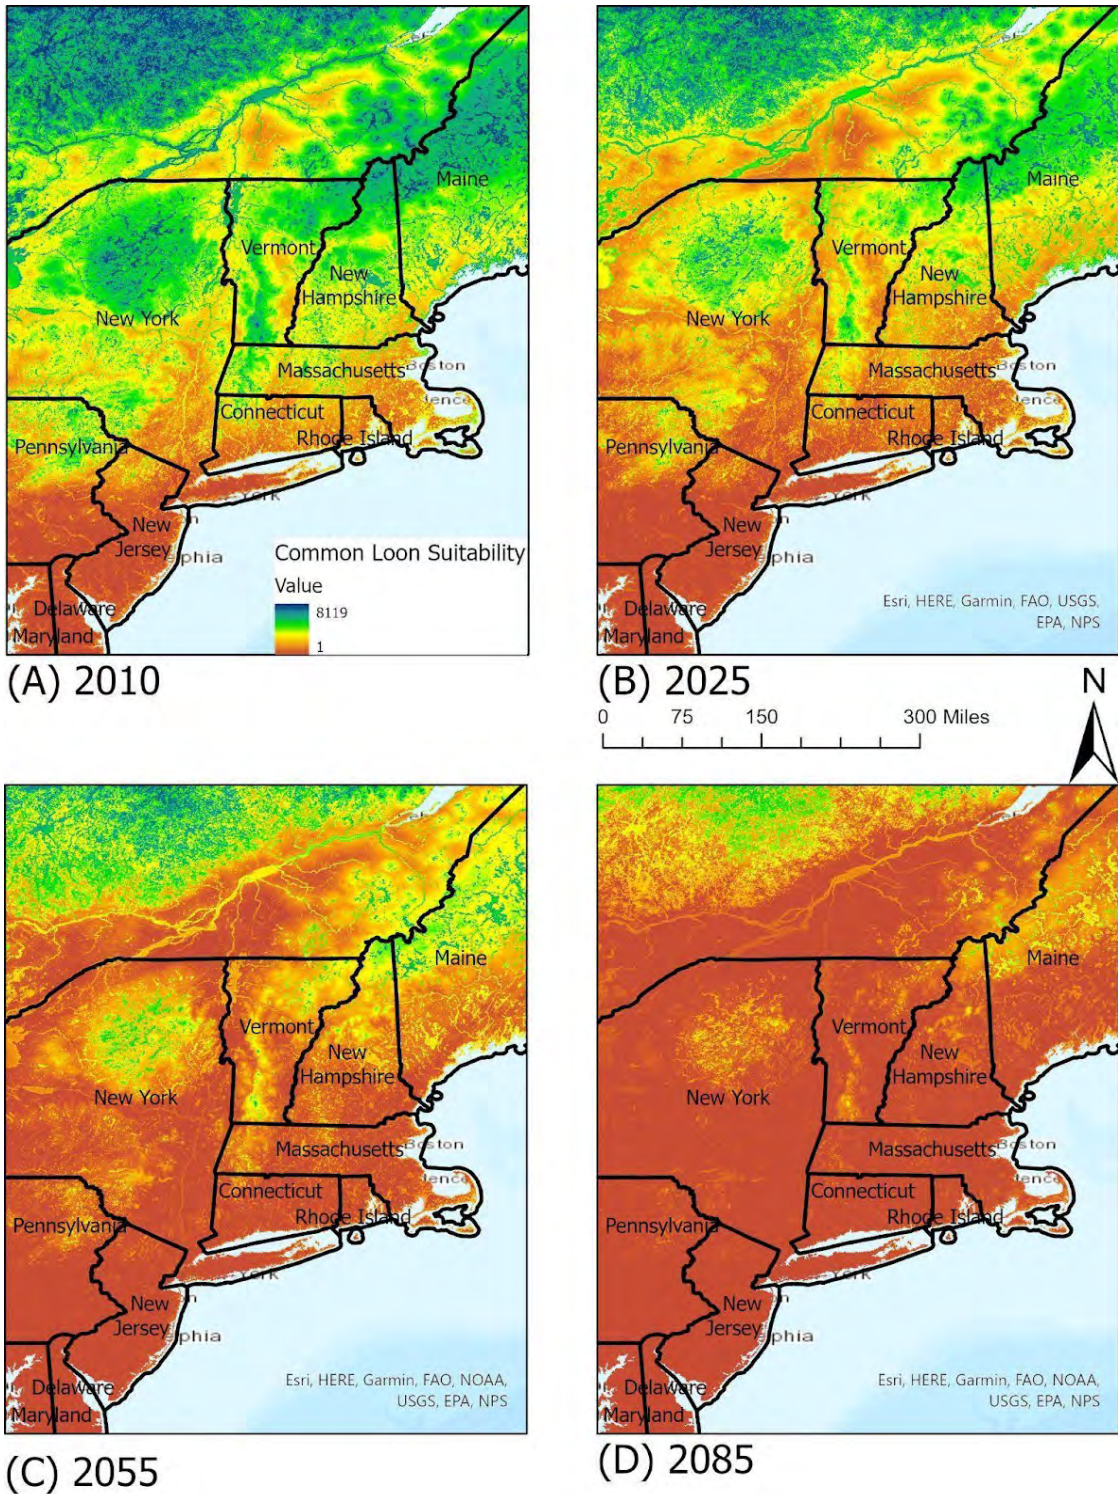 Maine
Vermont
New
Hampshire
New York
Massachusetts
Boston
Connecticut
Rhode Island
Pennsylvania
New
Jersey
Delaware
Maryland
Common Loon Suitability
Value
8119
1
(A) 2010
Maine
Vermont
New
Hampshire
New York
Massachusetts
Boston
Connecticut
Rhode Island
Pennsylvania
New
Jersey
Delaware
Maryland
Esri, HERE, Garmin, FAO, USGS,
EPA, NPS
(B) 2025
N
0 75 150 300 Miles
Maine
Vermont
New
Hampshire
New York
Massachusetts
Boston
Connecticut
Rhode Island
Pennsylvania
New
Jersey
Delaware
Maryland
Esri, HERE, Garmin, FAO, NOAA,
USGS, EPA, NPS
(C) 2055
Maine
Vermont
New
Hampshire
New York
Massachusetts
Boston
Connecticut
Rhode Island
Pennsylvania
New
Jersey
Delaware
Maryland
Esri, HERE, Garmin, FAO, NOAA,
USGS, EPA, NPS
(D) 2085